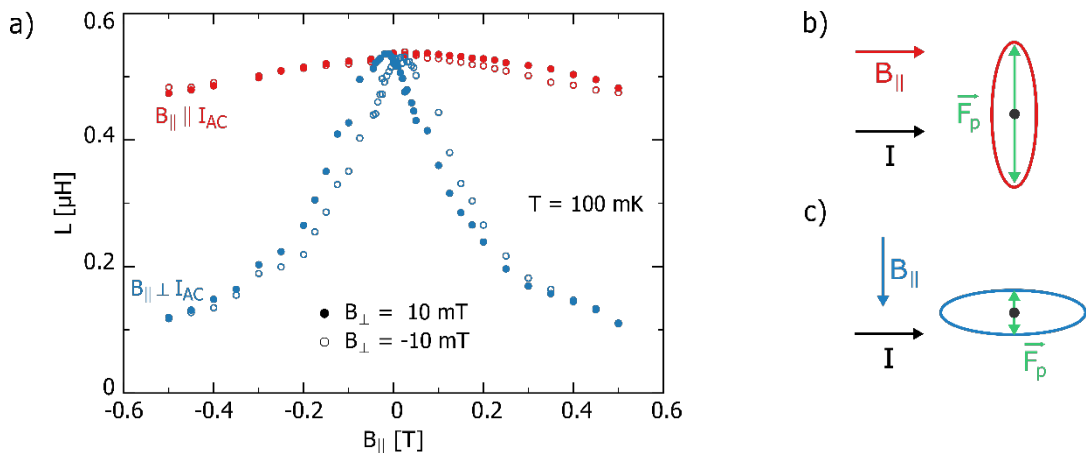 a)
L [µH]
0.6
0.4
0.2
0
-0.6
-0.4
-0.2
0
0.2
0.4
0.6
B|| [T]
B|| || I_AC
B|| ⊥ I_AC
T = 100 mK
B⊥ = 10 mT
B⊥ = -10 mT
b)
B||
I
F_p
c)
B||
I
F_p